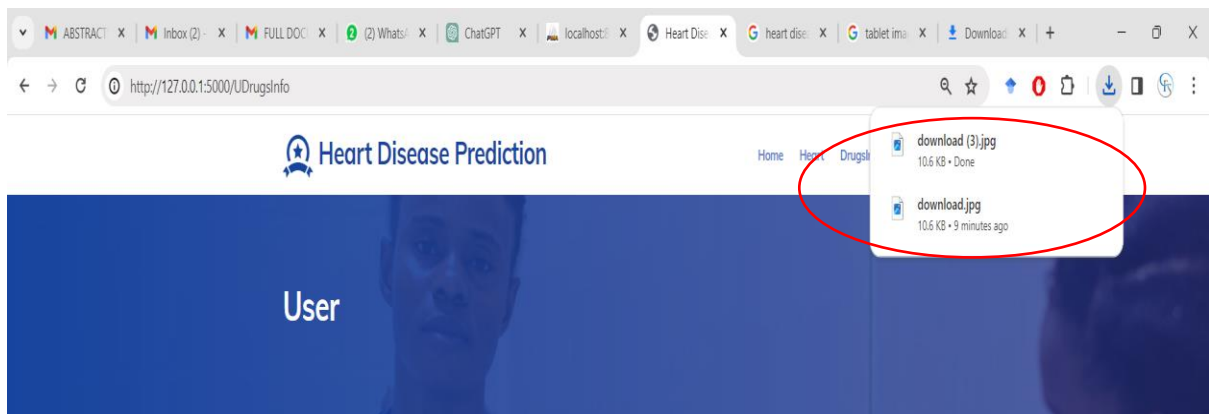 ABSTRACT
Inbox (2) -
FULL DOC
(2) WhatsA
ChatGPT
localhost:8
Heart Dise
heart dise
tablet ima
Download
http://127.0.0.1:5000/UDrugsInfo
download (3).jpg
10.6 KB • Done
download.jpg
10.6 KB • 9 minutes ago
Heart Disease Prediction
Home Heart DrugsIn
User